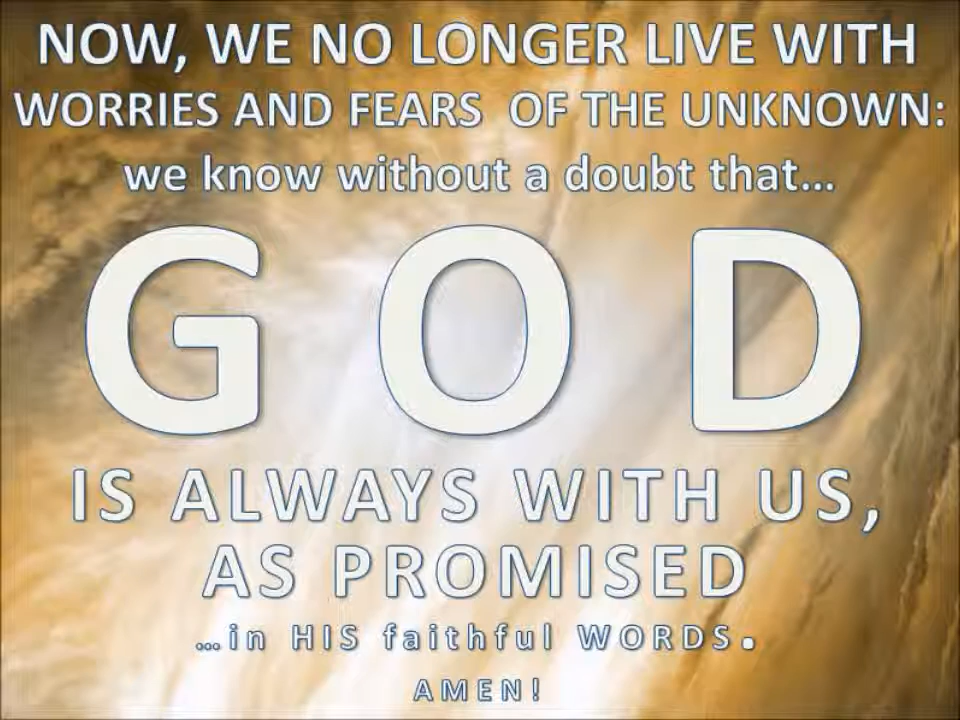 NOW, WE NO LONGER LIVE WITH
WORRIES AND FEARS  OF THE UNKNOWN:
we know without a doubt that...
GOD
IS ALWAYS WITH US,
AS PROMISED
...in HIS faithful WORDS.
AMEN!